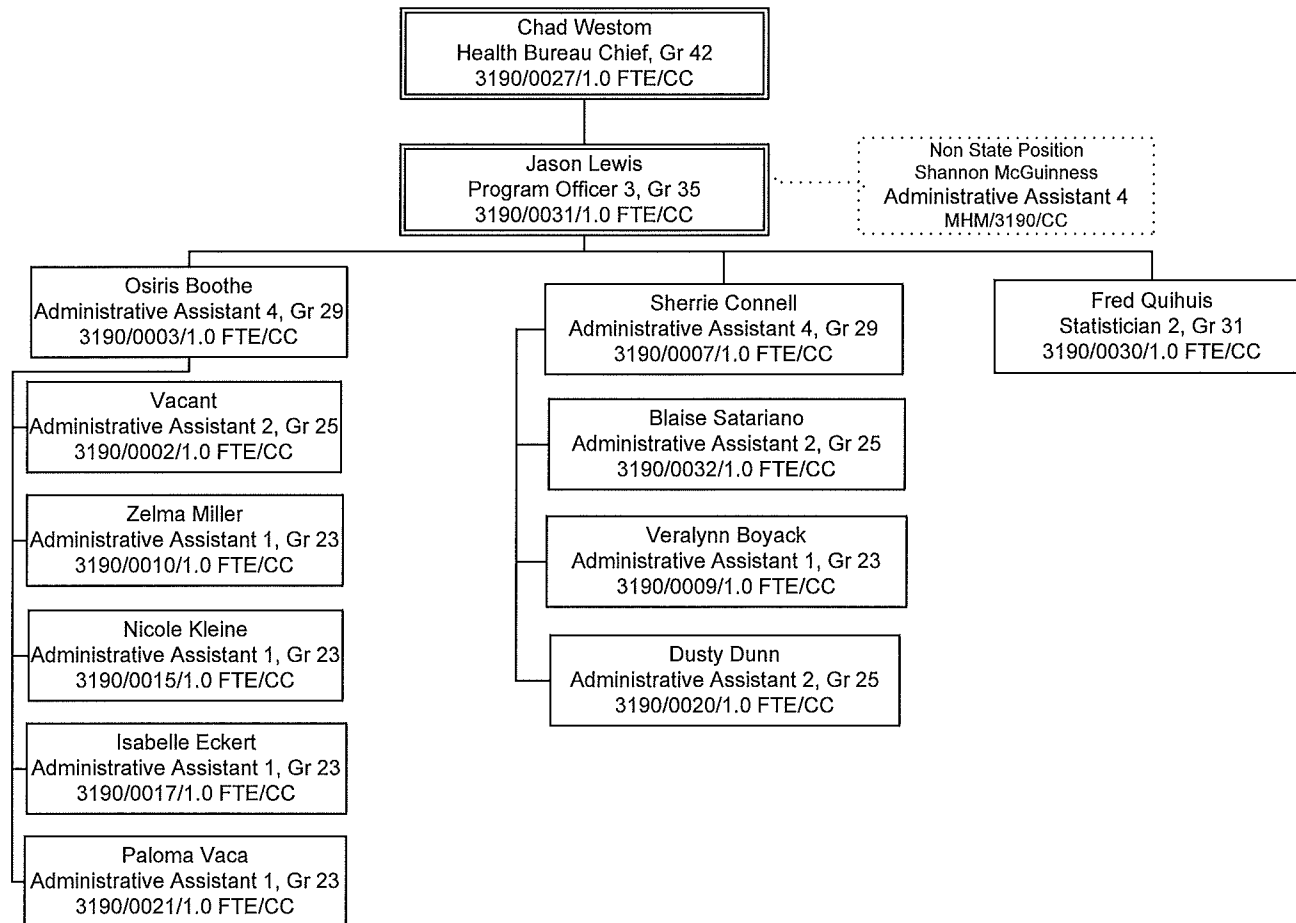 Chad Westom
Health Bureau Chief, Gr 42
3190/0027/1.0 FTE/CC
Jason Lewis
Program Officer 3, Gr 35
3190/0031/1.0 FTE/CC
Non State Position
Shannon McGuinness
Administrative Assistant 4
MHM/3190/CC
Osiris Boothe
Administrative Assistant 4, Gr 29
3190/0003/1.0 FTE/CC
Vacant
Administrative Assistant 2, Gr 25
3190/0002/1.0 FTE/CC
Zelma Miller
Administrative Assistant 1, Gr 23
3190/0010/1.0 FTE/CC
Nicole Kleine
Administrative Assistant 1, Gr 23
3190/0015/1.0 FTE/CC
Isabelle Eckert
Administrative Assistant 1, Gr 23
3190/0017/1.0 FTE/CC
Paloma Vaca
Administrative Assistant 1, Gr 23
3190/0021/1.0 FTE/CC
Sherrie Connell
Administrative Assistant 4, Gr 29
3190/0007/1.0 FTE/CC
Blaise Satariano
Administrative Assistant 2, Gr 25
3190/0032/1.0 FTE/CC
Veralynn Boyack
Administrative Assistant 1, Gr 23
3190/0009/1.0 FTE/CC
Dusty Dunn
Administrative Assistant 2, Gr 25
3190/0020/1.0 FTE/CC
Fred Quihuis
Statistician 2, Gr 31
3190/0030/1.0 FTE/CC